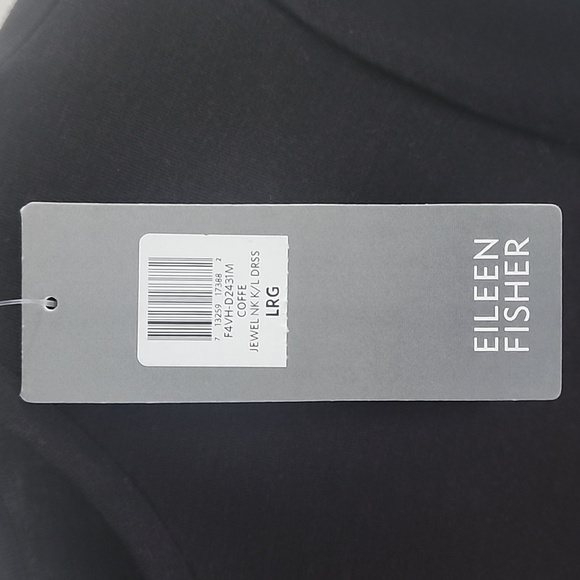 7 13259 17388 2
F4VH-D2431M
COFFE
JEWEL NK K/L DRSS
LRG
EILEEN
FISHER